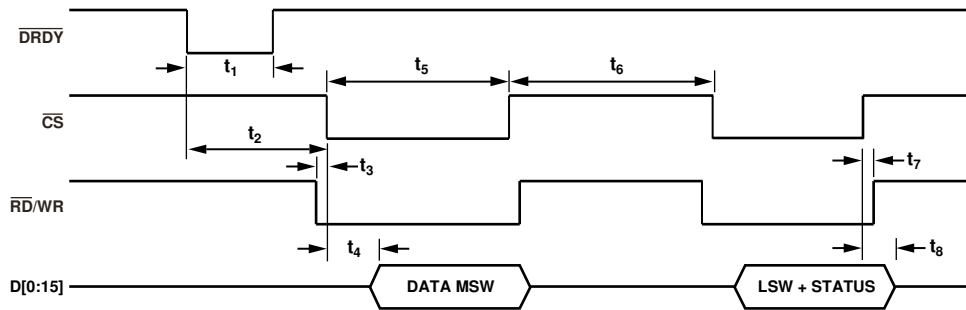 DRDY
t1
t5
t6
CS
t2
t3
t7
RD/WR
t4
t8
D[0:15]
DATA MSW
LSW + STATUS